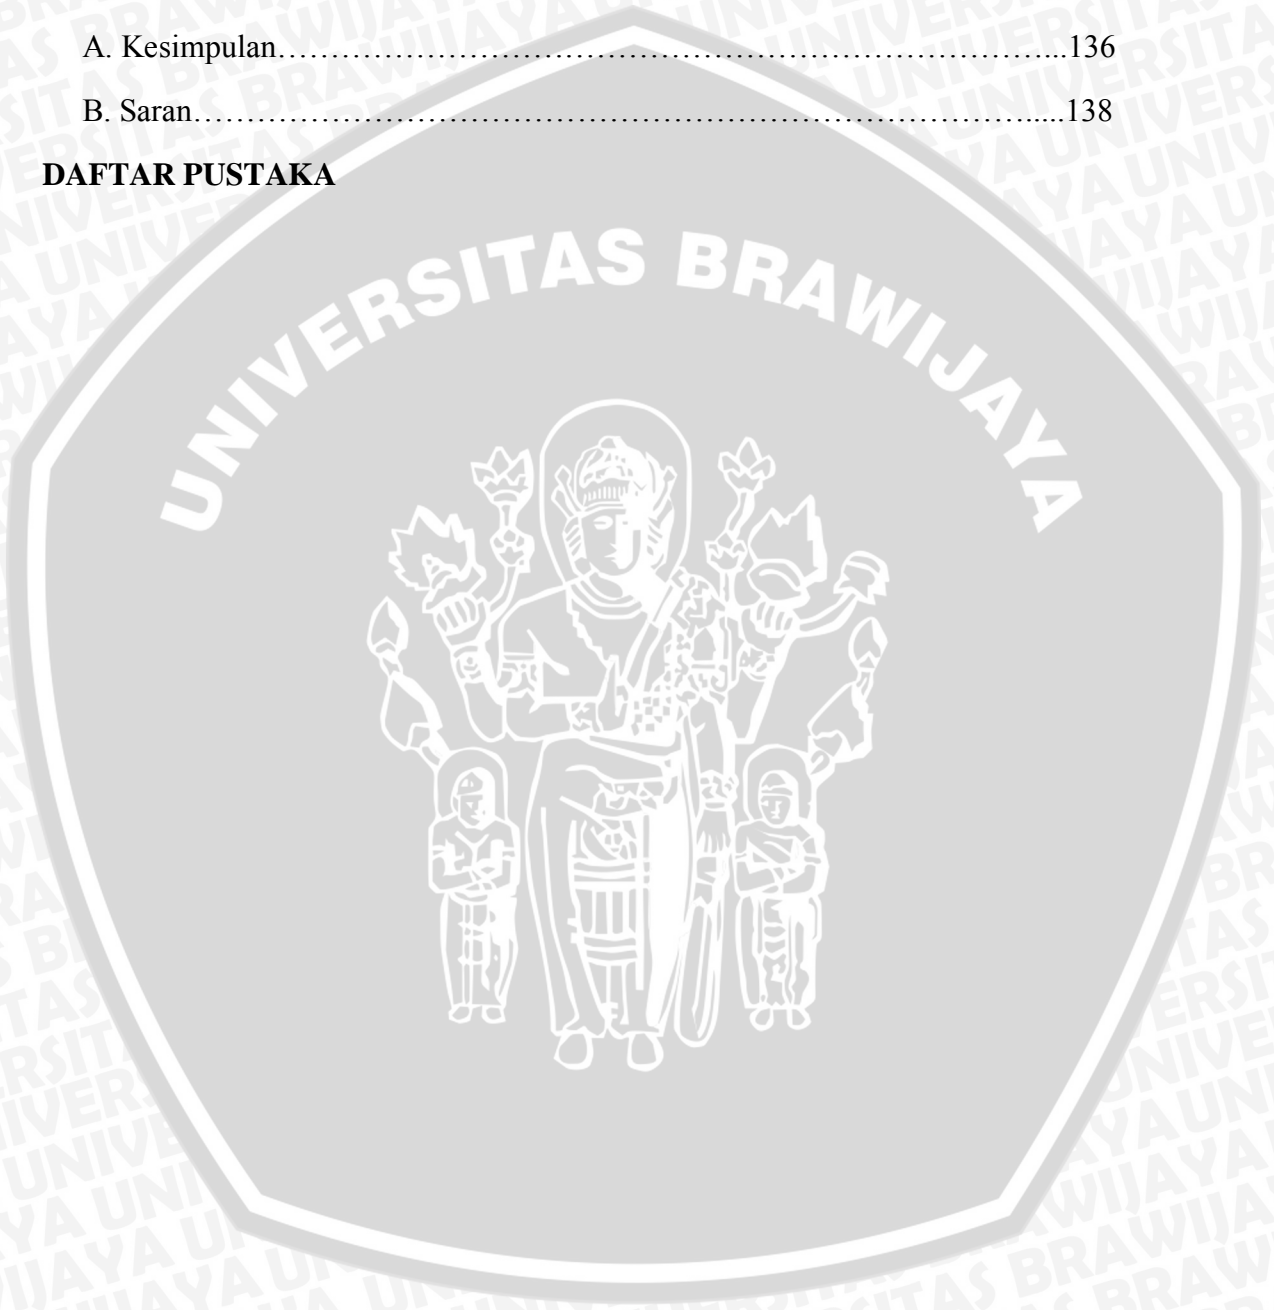 A. Kesimpulan……………………………………………………………………...136
B. Saran……………………………………………………………………….....138
DAFTAR PUSTAKA
UNIVERSITAS BRAWIJAYA